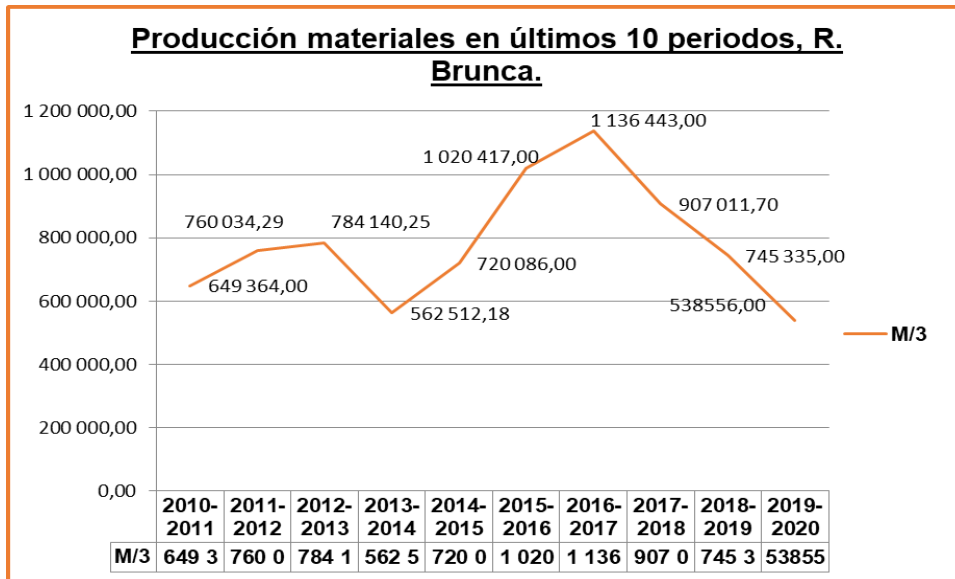 Producción materiales en últimos 10 periodos, R.
Brunca.
1 200 000,00
1 000 000,00
800 000,00
600 000,00
400 000,00
200 000,00
0,00
649 364,00
760 034,29
784 140,25
562 512,18
720 086,00
1 020 417,00
1 136 443,00
907 011,70
745 335,00
538556,00
M/3
2010-2011 2011-2012 2012-2013 2013-2014 2014-2015 2015-2016 2016-2017 2017-2018 2018-2019 2019-2020
M/3 649 3 760 0 784 1 562 5 720 0 1 020 1 136 907 0 745 3 53855